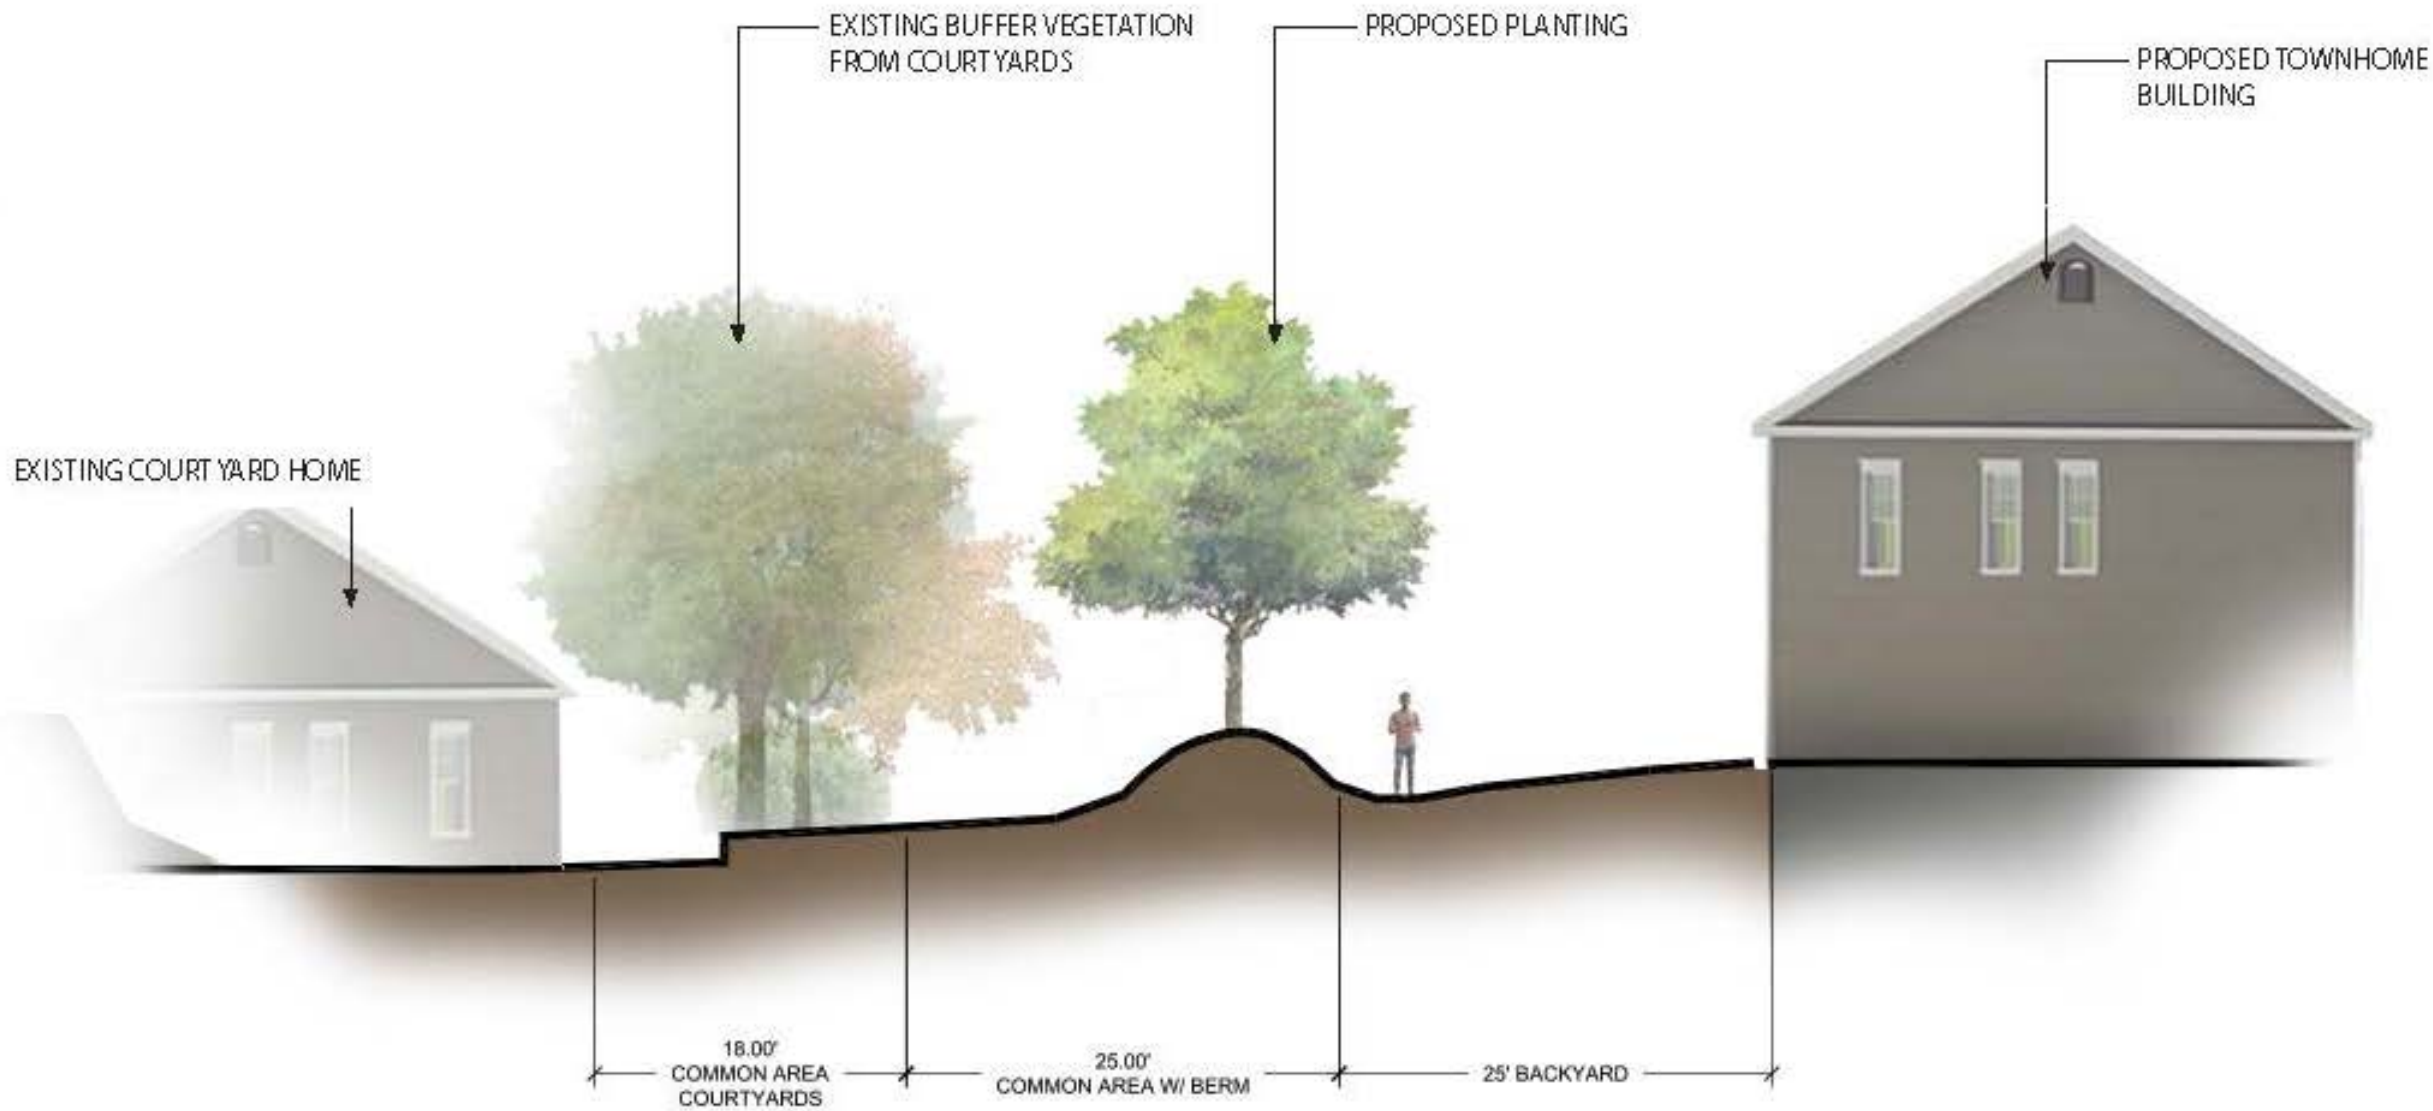 EXISTING BUFFER VEGETATION
FROM COURTYARDS
PROPOSED PLANTING
PROPOSED TOWNHOME
BUILDING
EXISTING COURTYARD HOME
18.00'
COMMON AREA
COURTYARDS
25.00'
COMMON AREA W/ BERM
25' BACKYARD